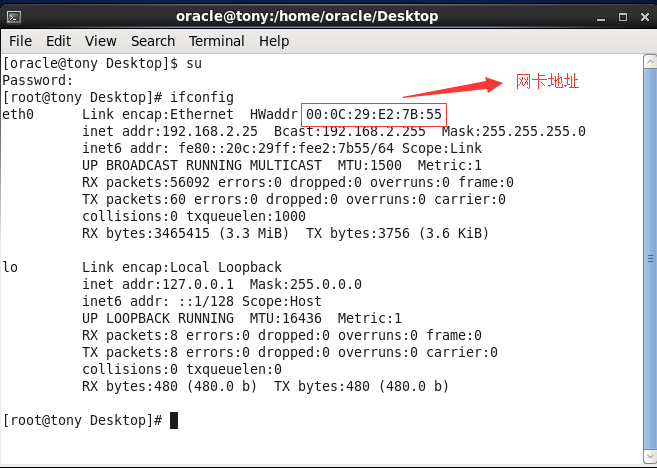 oracle@tony:/home/oracle/Desktop
File Edit View Search Terminal Help
[oracle@tony Desktop]$ su
Password:
网卡地址
[root@tony Desktop]# ifconfig
eth0      Link encap:Ethernet  HWaddr 00:0C:29:E2:7B:55
          inet addr:192.168.2.25  Bcast:192.168.2.255  Mask:255.255.255.0
          inet6 addr: fe80::20c:29ff:fee2:7b55/64 Scope:Link
          UP BROADCAST RUNNING MULTICAST  MTU:1500  Metric:1
          RX packets:56092 errors:0 dropped:0 overruns:0 frame:0
          TX packets:60 errors:0 dropped:0 overruns:0 carrier:0
          collisions:0 txqueuelen:1000
          RX bytes:3465415 (3.3 MiB)  TX bytes:3756 (3.6 KiB)
lo        Link encap:Local Loopback
          inet addr:127.0.0.1  Mask:255.0.0.0
          inet6 addr: ::1/128 Scope:Host
          UP LOOPBACK RUNNING  MTU:16436  Metric:1
          RX packets:8 errors:0 dropped:0 overruns:0 frame:0
          TX packets:8 errors:0 dropped:0 overruns:0 carrier:0
          collisions:0 txqueuelen:0
          RX bytes:480 (480.0 b)  TX bytes:480 (480.0 b)
[root@tony Desktop]#